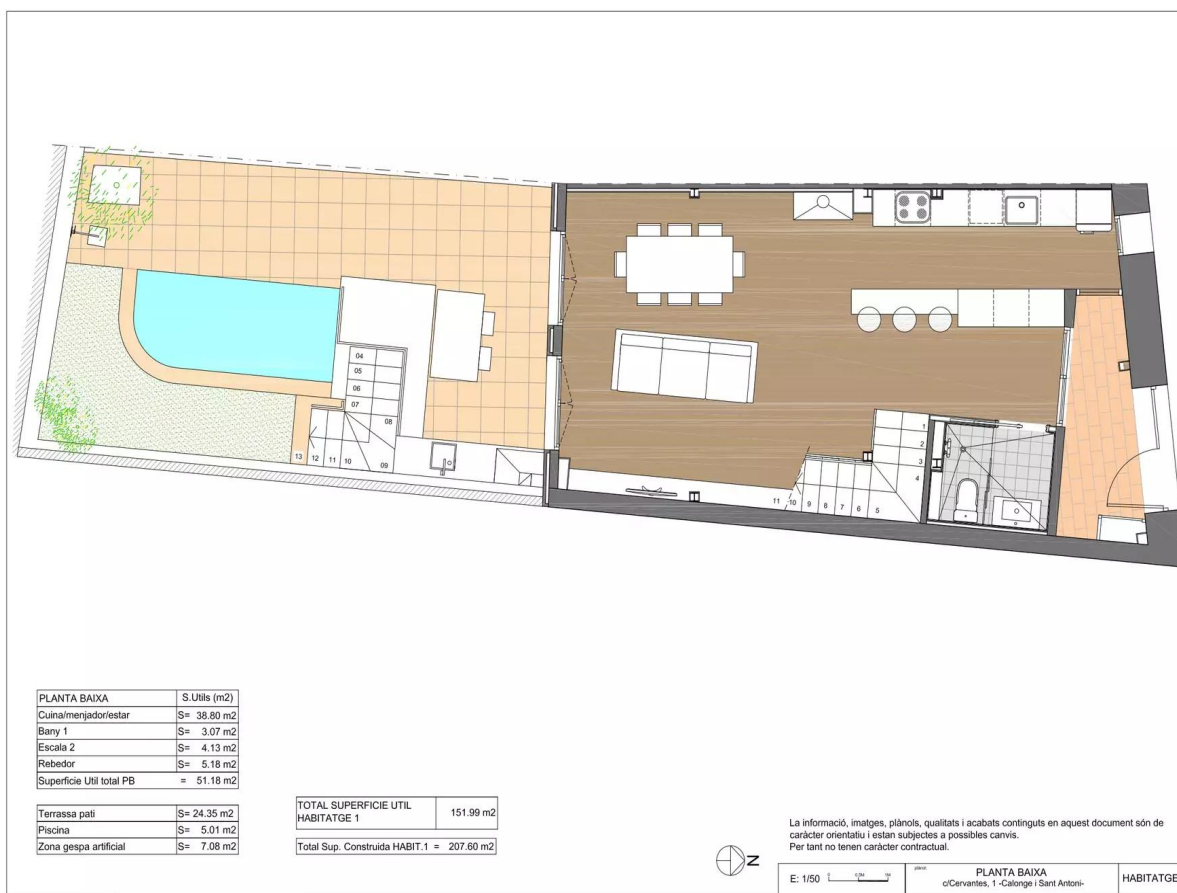 04
05
06
07
08
13 12 11 10 09
1
2
3
4
11 10 9 8 7 6 5
PLANTA BAIXA S.Utils (m2)
Cuina/menjador/estar S= 38.80 m2
Bany 1 S= 3.07 m2
Escala 2 S= 4.13 m2
Rebedor S= 5.18 m2
Superficie Util total PB = 51.18 m2
Terrassa pati S= 24.35 m2
Piscina S= 5.01 m2
Zona gespa artificial S= 7.08 m2
TOTAL SUPERFICIE UTIL
HABITATGE 1 151.99 m2
Total Sup. Construida HABIT.1 = 207.60 m2
N
La informació, imatges, plànols, qualitats i acabats continguts en aquest document són de
caràcter orientatiu i estan subjectes a possibles canvis.
Per tant no tenen caràcter contractual.
E: 1/50 0 0,5M 1M
plànol
PLANTA BAIXA
c/Cervantes, 1 -Calonge i Sant Antoni-
HABITATGE